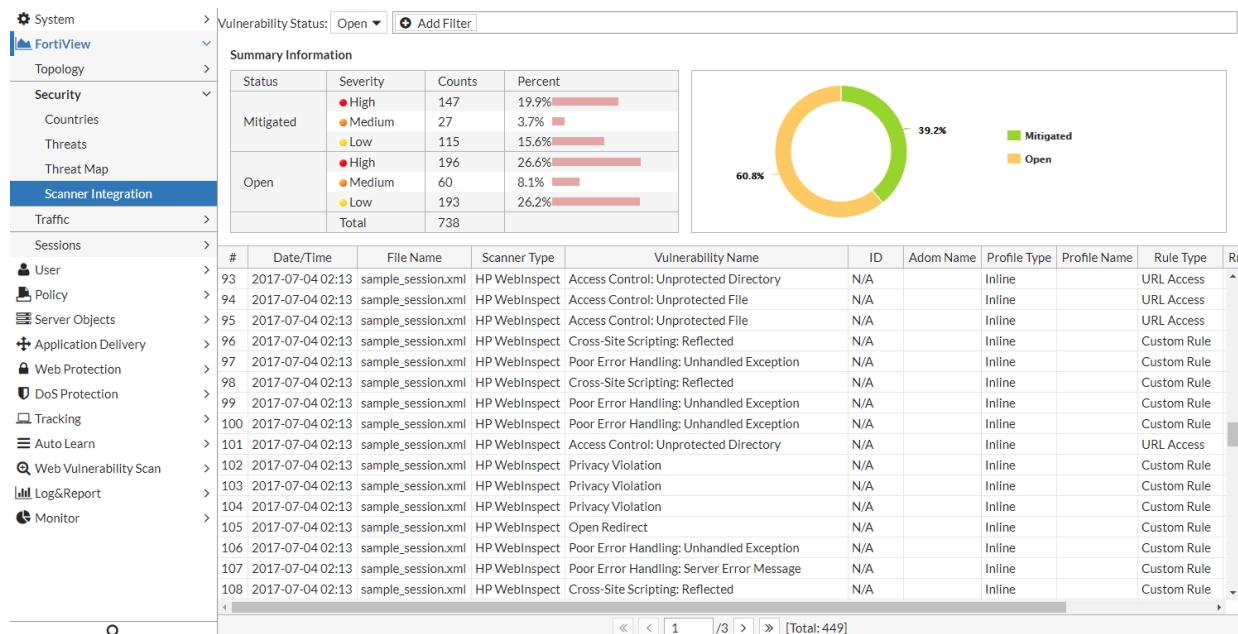 System
FortiView
Topology
Security
Countries
Threats
Threat Map
Scanner Integration
Traffic
Sessions
User
Policy
Server Objects
Application Delivery
Web Protection
DoS Protection
Tracking
Auto Learn
Web Vulnerability Scan
Log&Report
Monitor
Vulnerability Status: Open Add Filter
Summary Information
Status Severity Counts Percent
Mitigated
High 147 19.9%
Medium 27 3.7%
Low 115 15.6%
Open
High 196 26.6%
Medium 60 8.1%
Low 193 26.2%
Total 738
39.2%
60.8%
Mitigated
Open
# Date/Time File Name Scanner Type Vulnerability Name ID Adom Name Profile Type Profile Name Rule Type
93 2017-07-04 02:13 sample_session.xml HP WebInspect Access Control: Unprotected Directory N/A Inline URL Access
94 2017-07-04 02:13 sample_session.xml HP WebInspect Access Control: Unprotected File N/A Inline URL Access
95 2017-07-04 02:13 sample_session.xml HP WebInspect Access Control: Unprotected File N/A Inline URL Access
96 2017-07-04 02:13 sample_session.xml HP WebInspect Cross-Site Scripting: Reflected N/A Inline Custom Rule
97 2017-07-04 02:13 sample_session.xml HP WebInspect Poor Error Handling: Unhandled Exception N/A Inline Custom Rule
98 2017-07-04 02:13 sample_session.xml HP WebInspect Cross-Site Scripting: Reflected N/A Inline Custom Rule
99 2017-07-04 02:13 sample_session.xml HP WebInspect Poor Error Handling: Unhandled Exception N/A Inline Custom Rule
100 2017-07-04 02:13 sample_session.xml HP WebInspect Poor Error Handling: Unhandled Exception N/A Inline Custom Rule
101 2017-07-04 02:13 sample_session.xml HP WebInspect Access Control: Unprotected Directory N/A Inline URL Access
102 2017-07-04 02:13 sample_session.xml HP WebInspect Privacy Violation N/A Inline Custom Rule
103 2017-07-04 02:13 sample_session.xml HP WebInspect Privacy Violation N/A Inline Custom Rule
104 2017-07-04 02:13 sample_session.xml HP WebInspect Privacy Violation N/A Inline Custom Rule
105 2017-07-04 02:13 sample_session.xml HP WebInspect Open Redirect N/A Inline Custom Rule
106 2017-07-04 02:13 sample_session.xml HP WebInspect Poor Error Handling: Unhandled Exception N/A Inline Custom Rule
107 2017-07-04 02:13 sample_session.xml HP WebInspect Poor Error Handling: Server Error Message N/A Inline Custom Rule
108 2017-07-04 02:13 sample_session.xml HP WebInspect Cross-Site Scripting: Reflected N/A Inline Custom Rule
« < 1 /3 > » [Total: 449]